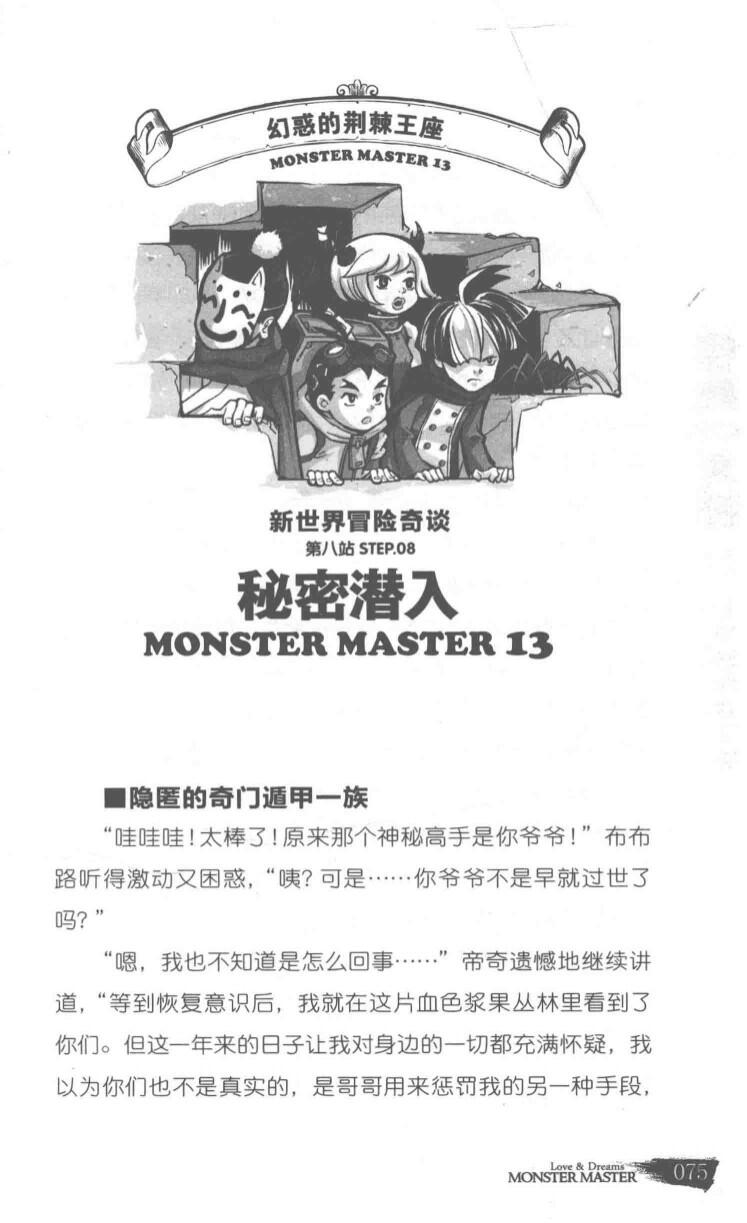 幻惑的荆棘王座
MONSTER MASTER 13
新世界冒险奇谈
第八站 STEP.08
秘密潜入
MONSTER MASTER 13
■隐匿的奇门遁甲一族
“哇哇哇！太棒了！原来那个神秘高手是你爷爷！”布布
路听得激动又困惑，“咦？可是……你爷爷不是早就过世了
吗？”
“嗯，我也不知道是怎么回事……”帝奇遗憾地继续讲
道，“等到恢复意识后，我就在这片血色浆果丛林里看到了
你们。但这一年来的日子让我对身边的一切都充满怀疑，我
以为你们也不是真实的，是哥哥用来惩罚我的另一种手段，
Love & Dreams
MONSTER MASTER 075